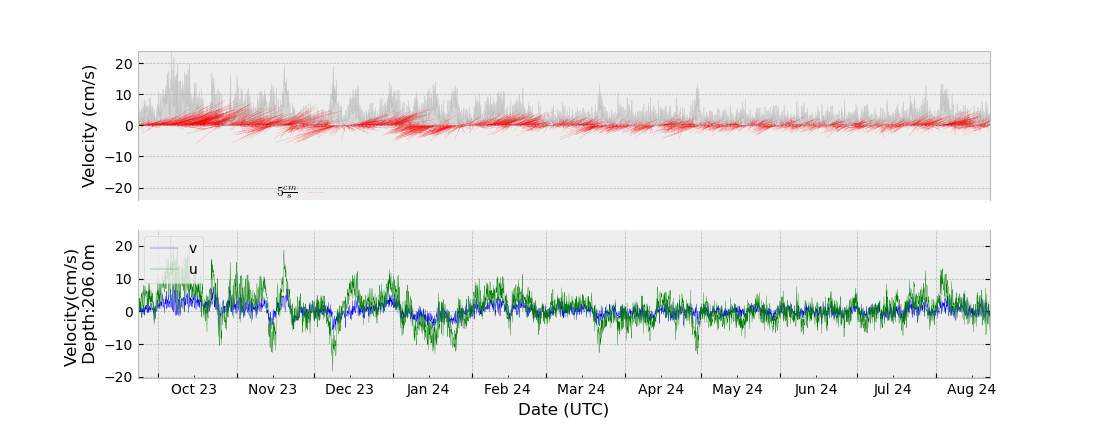 20
10
0
−10
−20
Velocity (cm/s)
5 cm/s
20
10
0
−10
−20
Velocity(cm/s)
Depth:206.0m
v
u
Oct 23 Nov 23 Dec 23 Jan 24 Feb 24 Mar 24 Apr 24 May 24 Jun 24 Jul 24 Aug 24
Date (UTC)